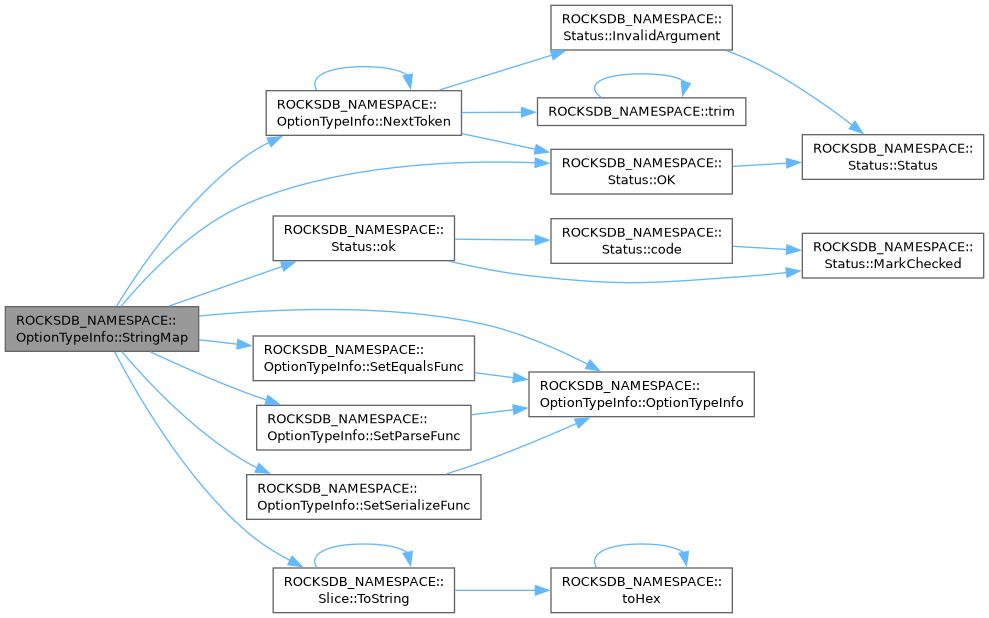 ROCKSDB_NAMESPACE::
Status::InvalidArgument
ROCKSDB_NAMESPACE::
OptionTypeInfo::NextToken
ROCKSDB_NAMESPACE::trim
ROCKSDB_NAMESPACE::
Status::Status
ROCKSDB_NAMESPACE::
Status::OK
ROCKSDB_NAMESPACE::
Status::ok
ROCKSDB_NAMESPACE::
Status::code
ROCKSDB_NAMESPACE::
Status::MarkChecked
ROCKSDB_NAMESPACE::
OptionTypeInfo::StringMap
ROCKSDB_NAMESPACE::
OptionTypeInfo::SetEqualsFunc
ROCKSDB_NAMESPACE::
OptionTypeInfo::OptionTypeInfo
ROCKSDB_NAMESPACE::
OptionTypeInfo::SetParseFunc
ROCKSDB_NAMESPACE::
OptionTypeInfo::SetSerializeFunc
ROCKSDB_NAMESPACE::
Slice::ToString
ROCKSDB_NAMESPACE::
toHex